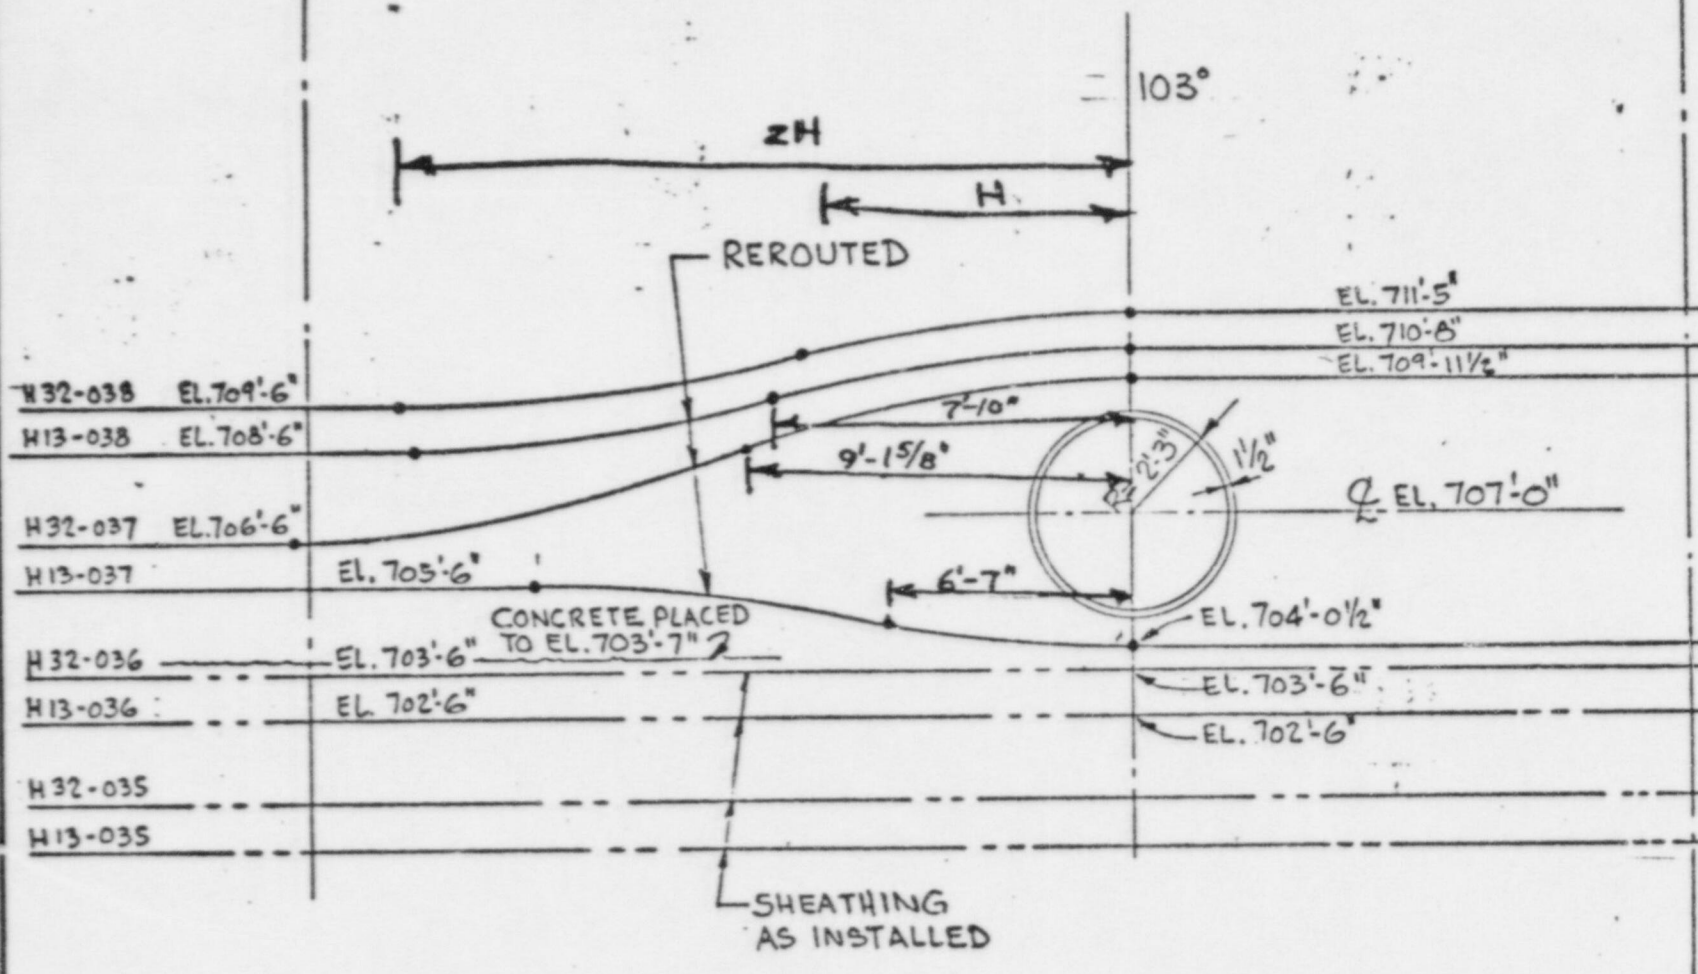 103°
2H
H
REROUTED
EL. 711'-5"
EL. 710'-8"
EL. 709'-11½"
H32-038 EL. 709'-6"
7'-10"
H13-038 EL. 708'-6"
9'-1 5/8"
R= 2'-3"
1½"
℄ EL. 707'-0"
H32-037 EL. 706'-6"
H13-037 EL. 705'-6"
6'-7"
CONCRETE PLACED
TO EL. 703'-7"
EL. 704'-0½"
H32-036 EL. 703'-6"
EL. 703'-6"
H13-036 EL. 702'-6"
EL. 702'-6"
H32-035
H13-035
SHEATHING
AS INSTALLED